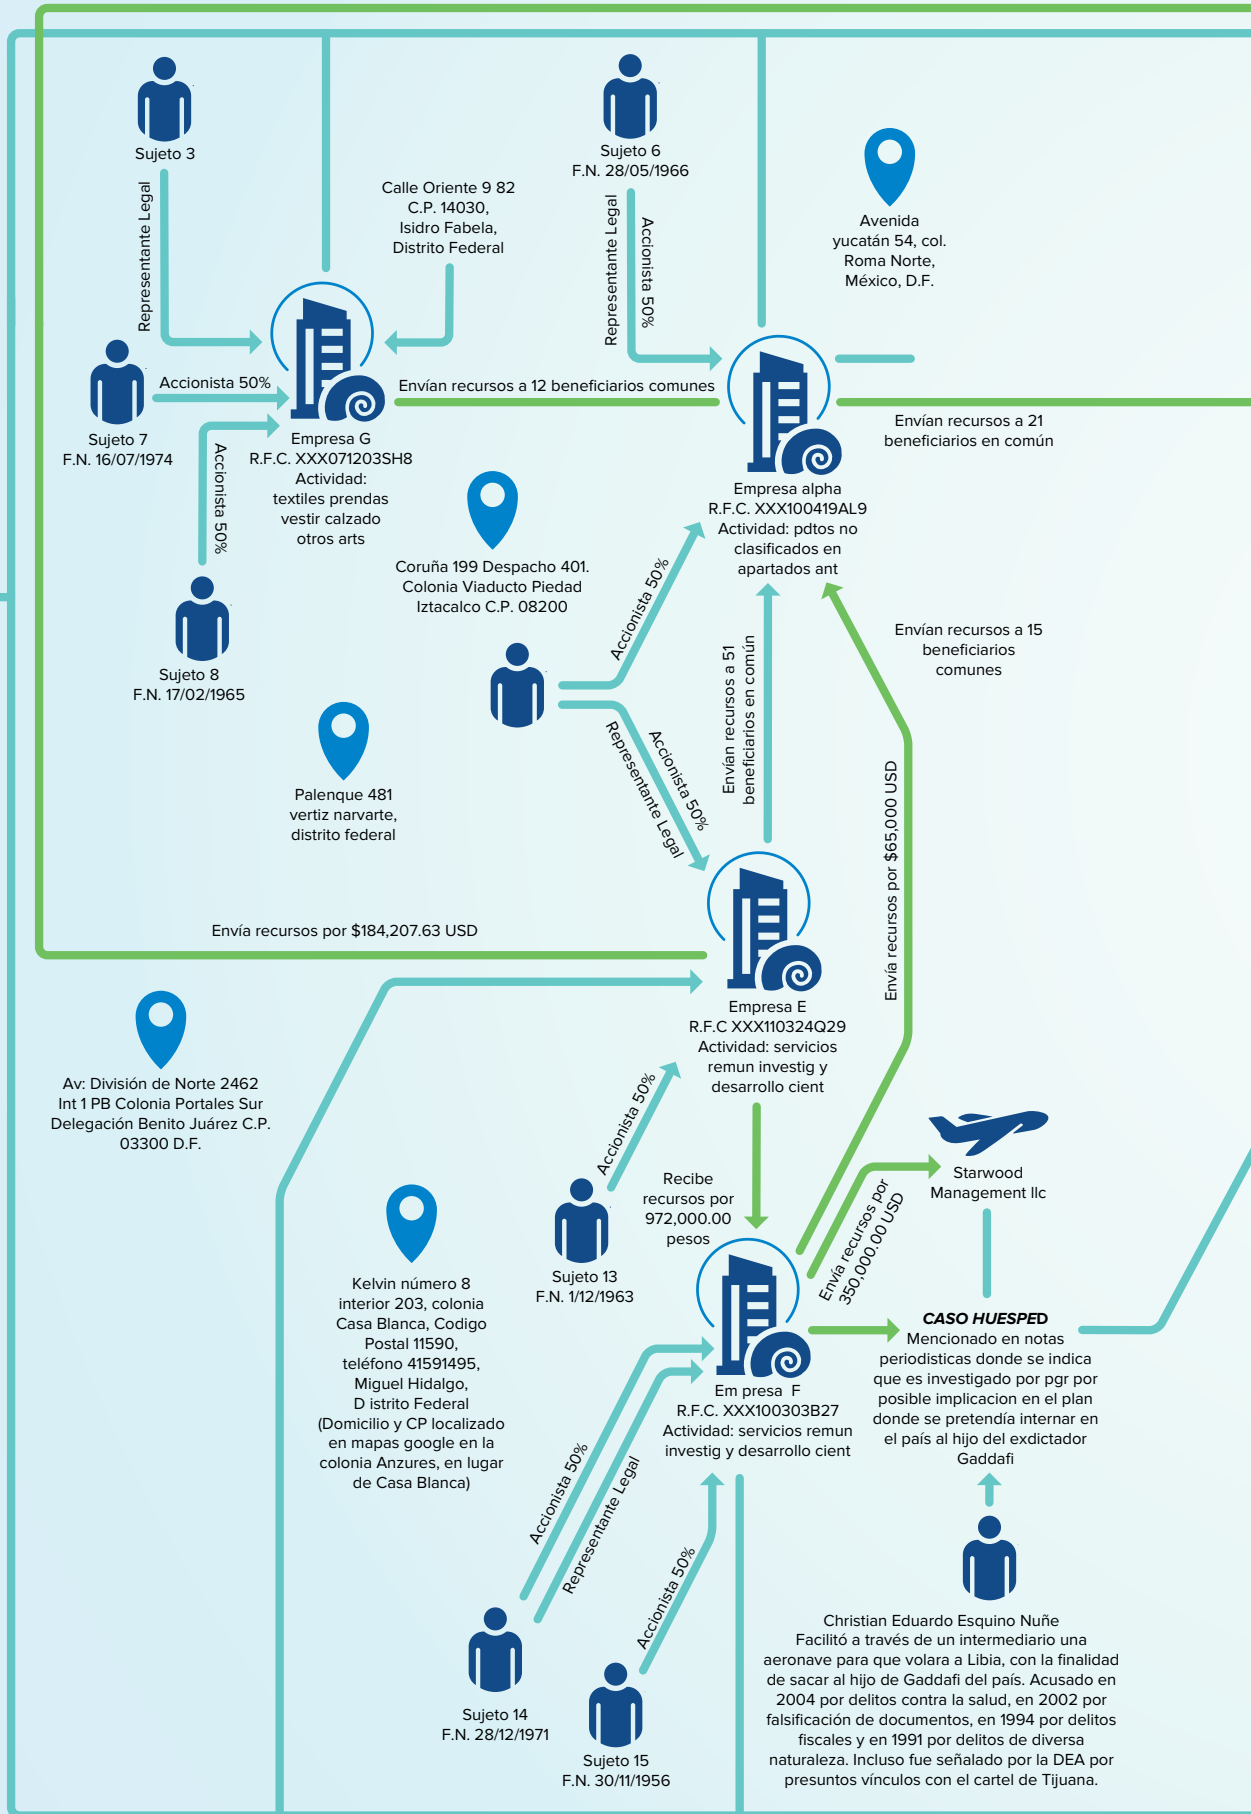 Sujeto 3
Representante Legal
Calle Oriente 9 82
C.P. 14030,
Isidro Fabela,
Distrito Federal
Sujeto 6
F.N. 28/05/1966
Representante Legal
Accionista 50%
Avenida
yucatán 54, col.
Roma Norte,
México, D.F.
Sujeto 7
F.N. 16/07/1974
Accionista 50%
Envían recursos a 12 beneficiarios comunes
Envían recursos a 21
beneficiarios en común
Empresa G
R.F.C. XXX071203SH8
Actividad:
textiles prendas
vestir calzado
otros arts
Accionista 50%
Sujeto 8
F.N. 17/02/1965
Empresa alpha
R.F.C. XXX100419AL9
Actividad: pdtos no
clasificados en
apartados ant
Coruña 199 Despacho 401.
Colonia Viaducto Piedad
Iztacalco C.P. 08200
Accionista 50%
Accionista 50%
Representante Legal
Envían recursos a 51
beneficiarios en común
Envían recursos a 15
beneficiarios
comunes
Envía recursos por $65,000 USD
Palenque 481
vertiz narvarte,
distrito federal
Envía recursos por $184,207.63 USD
Empresa E
R.F.C XXX110324Q29
Actividad: servicios
remun investig y
desarrollo cient
Av: División de Norte 2462
Int 1 PB Colonia Portales Sur
Delegación Benito Juárez C.P.
03300 D.F.
Accionista 50%
Sujeto 13
F.N. 1/12/1963
Recibe
recursos por
972,000.00
pesos
Starwood
Management llc
Envía recursos por
350,000.00 USD
Kelvin número 8
interior 203, colonia
Casa Blanca, Codigo
Postal 11590,
teléfono 41591495,
Miguel Hidalgo,
D istrito Federal
(Domicilio y CP localizado
en mapas google en la
colonia Anzures, en lugar
de Casa Blanca)
Em presa  F
R.F.C. XXX100303B27
Actividad: servicios remun
investig y desarrollo cient
CASO HUESPED
Mencionado en notas
periodisticas donde se indica
que es investigado por pgr por
posible implicacion en el plan
donde se pretendía internar en
el país al hijo del exdictador
Gaddafi
Accionista 50%
Representante Legal
Sujeto 14
F.N. 28/12/1971
Accionista 50%
Sujeto 15
F.N. 30/11/1956
Christian Eduardo Esquino Nuñe
Facilitó a través de un intermediario una
aeronave para que volara a Libia, con la finalidad
de sacar al hijo de Gaddafi del país. Acusado en
2004 por delitos contra la salud, en 2002 por
falsificación de documentos, en 1994 por delitos
fiscales y en 1991 por delitos de diversa
naturaleza. Incluso fue señalado por la DEA por
presuntos vínculos con el cartel de Tijuana.